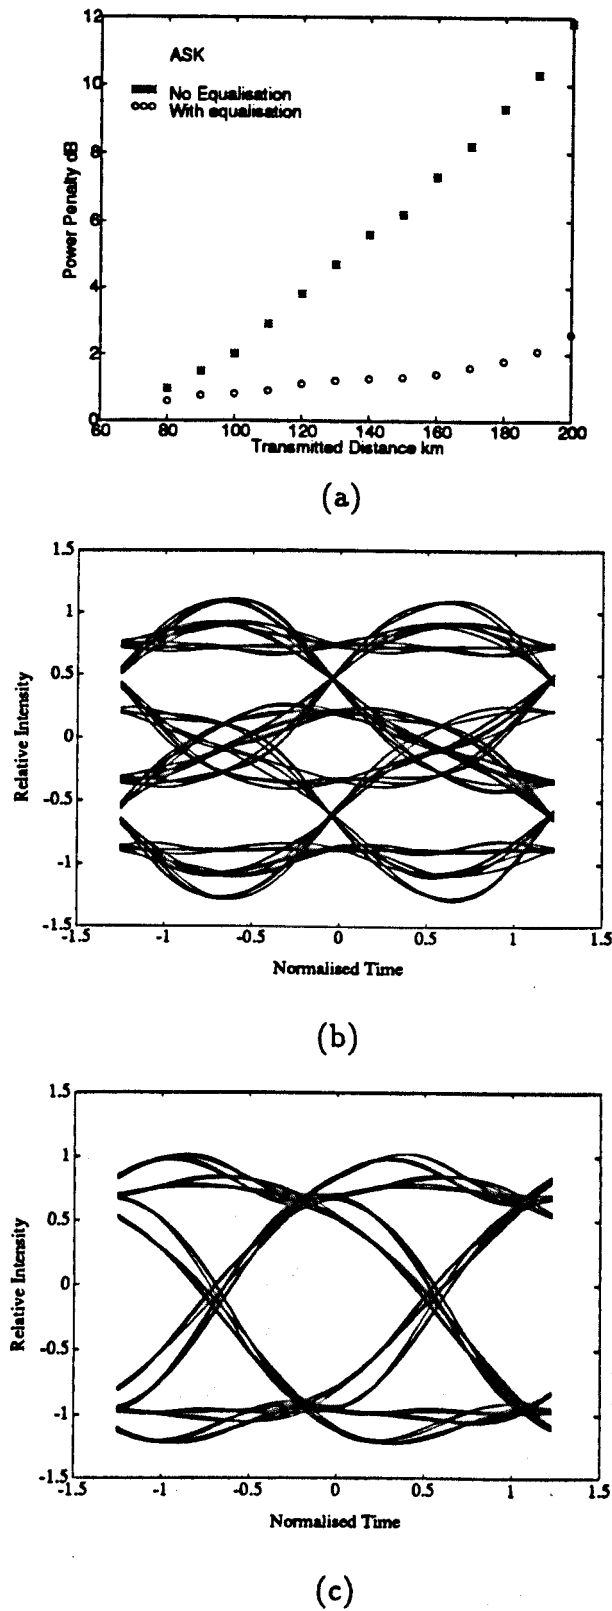 12
ASK
No Equalisation
10
With equalisation
8
Power Penalty dB
6
4
2
0
60 80 100 120 140 160 180 200
Transmitted Distance km
(a)
1.5
1
0.5
Relative Intensity
0
-0.5
-1
-1.5
-1.5 -1 -0.5 0 0.5 1 1.5
Normalised Time
(b)
1.5
1
0.5
Relative Intensity
0
-0.5
-1
-1.5
-1.5 -1 -0.5 0 0.5 1 1.5
Normalised Time
(c)